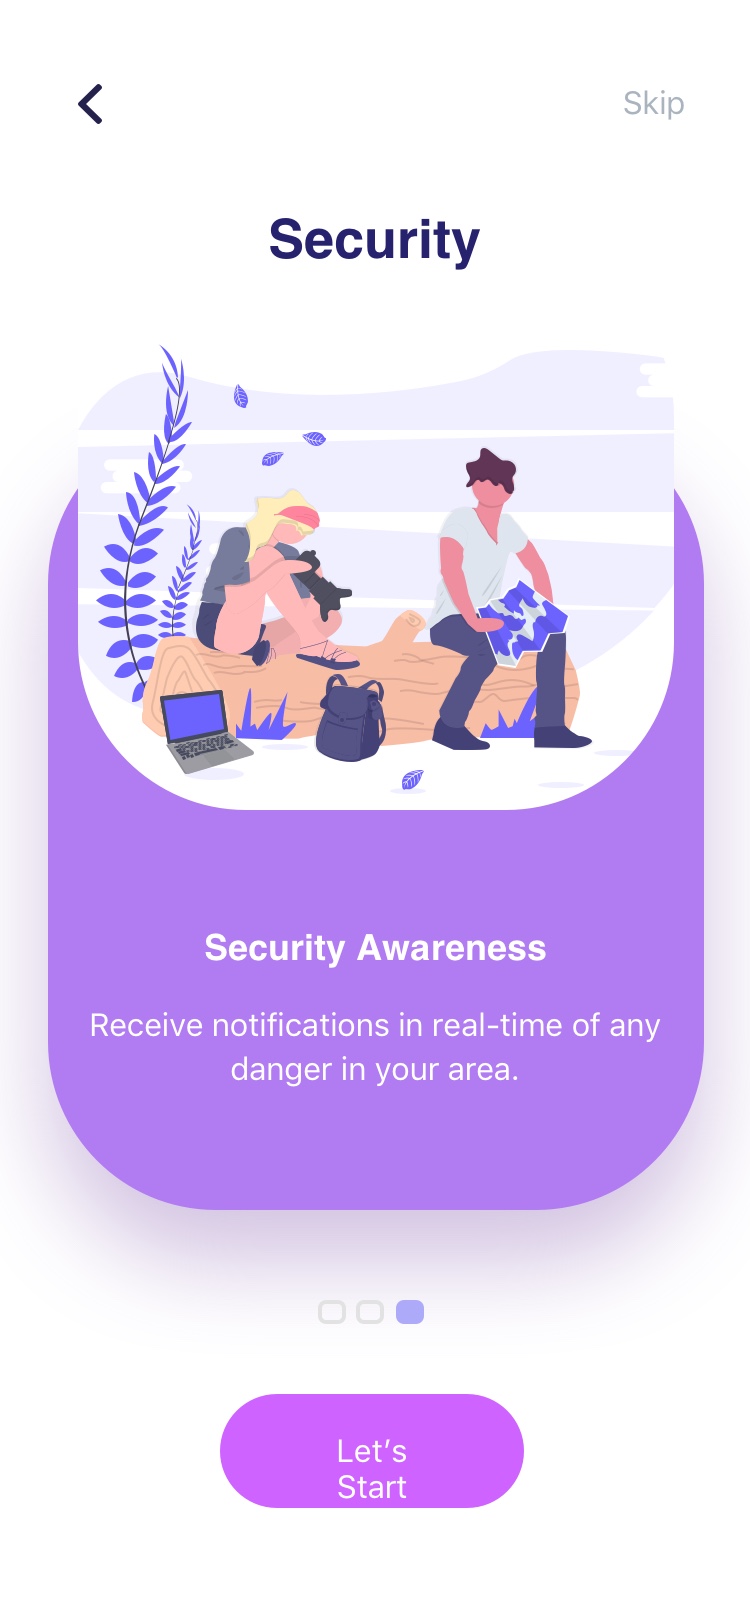 Skip
Security
Security Awareness
Receive notifications in real-time of any
danger in your area.
Let’s
Start